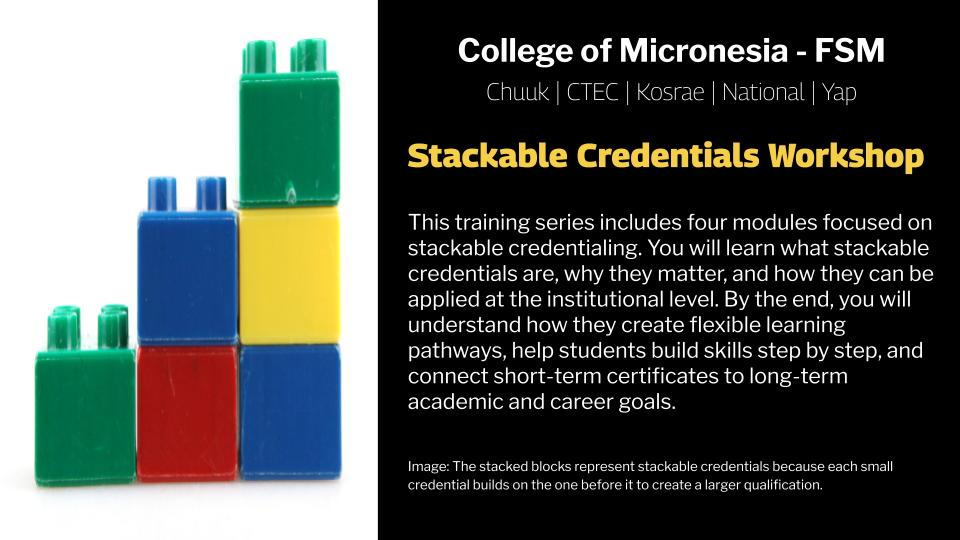 College of Micronesia - FSM
Chuuk | CTEC | Kosrae | National | Yap
Stackable Credentials Workshop
This training series includes four modules focused on
stackable credentialing. You will learn what stackable
credentials are, why they matter, and how they can be
applied at the institutional level. By the end, you will
understand how they create flexible learning
pathways, help students build skills step by step, and
connect short-term certificates to long-term
academic and career goals.
Image: The stacked blocks represent stackable credentials because each small
credential builds on the one before it to create a larger qualification.